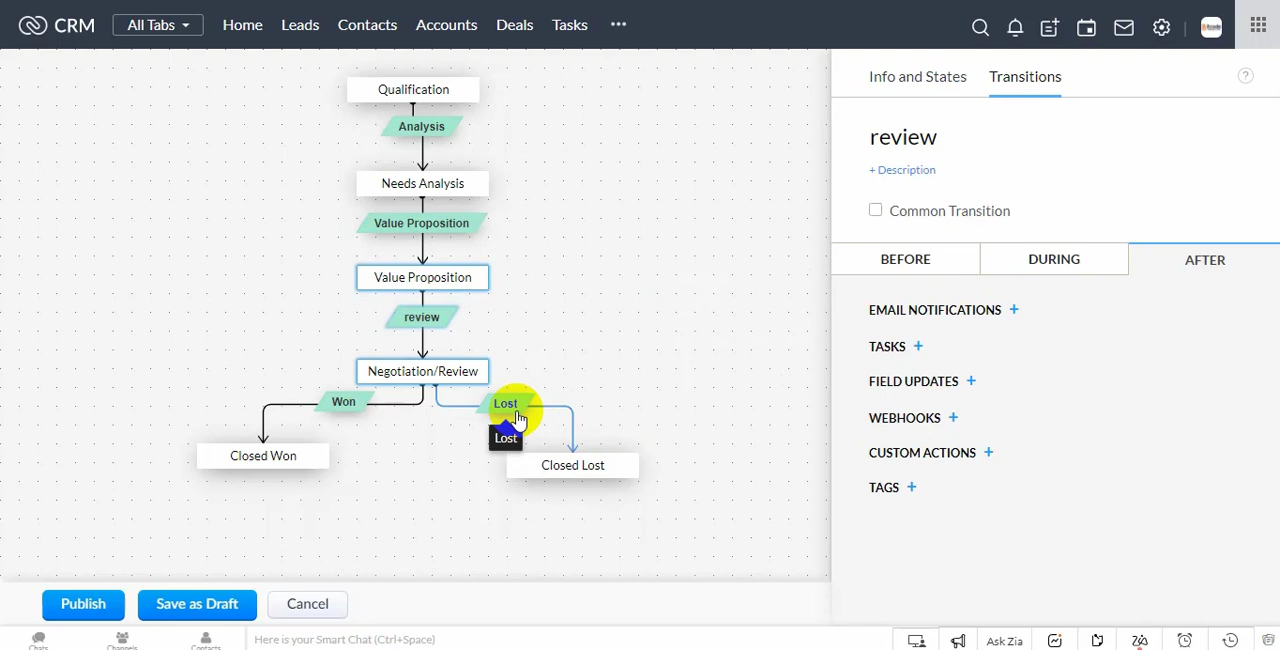 CRM
All Tabs
Home
Leads
Contacts
Accounts
Deals
Tasks
Info and States
Transitions
?
Qualification
Analysis
Needs Analysis
Value Proposition
Value Proposition
review
Negotiation/Review
Won
Lost
Lost
Closed Won
Closed Lost
review
+ Description
Common Transition
BEFORE
DURING
AFTER
EMAIL NOTIFICATIONS +
TASKS +
FIELD UPDATES +
WEBHOOKS +
CUSTOM ACTIONS +
TAGS +
Publish
Save as Draft
Cancel
Chats
Channels
Contacts
Here is your Smart Chat (Ctrl+Space)
Ask Zia